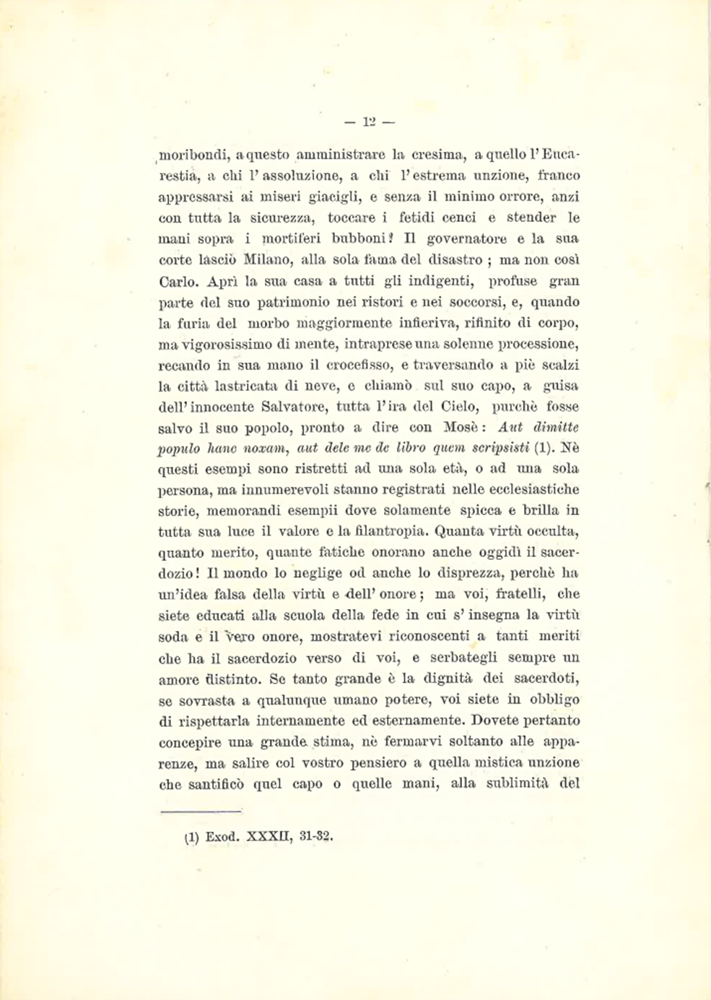 — 12 —
moribondi, a questo amministrare la cresima, a quello l' Euca-
restia, a chi l' assoluzione, a chi l' estrema unzione, franco
appressarsi ai miseri giacigli, e senza il minimo orrore, anzi
con tutta la sicurezza, toccare i fetidi cenci e stender le
mani sopra i mortiferi bubboni? Il governatore e la sua
corte lasciò Milano, alla sola fama del disastro ; ma non così
Carlo. Aprì la sua casa a tutti gli indigenti, profuse gran
parte del suo patrimonio nei ristori e nei soccorsi, e, quando
la furia del morbo maggiormente infieriva, rifinito di corpo,
ma vigorosissimo di mente, intraprese una solenne processione,
recando in sua mano il crocefisso, e traversando a piè scalzi
la città lastricata di neve, e chiamò sul suo capo, a guisa
dell' innocente Salvatore, tutta l' ira del Cielo, purchè fosse
salvo il suo popolo, pronto a dire con Mosè : Aut dimitte
populo hanc noxam, aut dele me de libro quem scripsisti (1). Nè
questi esempi sono ristretti ad una sola età, o ad una sola
persona, ma innumerevoli stanno registrati nelle ecclesiastiche
storie, memorandi esempii dove solamente spicca e brilla in
tutta sua luce il valore e la filantropia. Quanta virtù occulta,
quanto merito, quante fatiche onorano anche oggidì il sacer-
dozio! Il mondo lo neglige od anche lo disprezza, perchè ha
un'idea falsa della virtù e dell' onore ; ma voi, fratelli, che
siete educati alla scuola della fede in cui s' insegna la virtù
soda e il vero onore, mostratevi riconoscenti a tanti meriti
che ha il sacerdozio verso di voi, e serbategli sempre un
amore distinto. Se tanto grande è la dignità dei sacerdoti,
se sovrasta a qualunque umano potere, voi siete in obbligo
di rispettarla internamente ed esternamente. Dovete pertanto
concepire una grande stima, nè fermarvi soltanto alle appa-
renze, ma salire col vostro pensiero a quella mistica unzione
che santificò quel capo o quelle mani, alla sublimità del
(1) Exod. XXXII, 31-32.